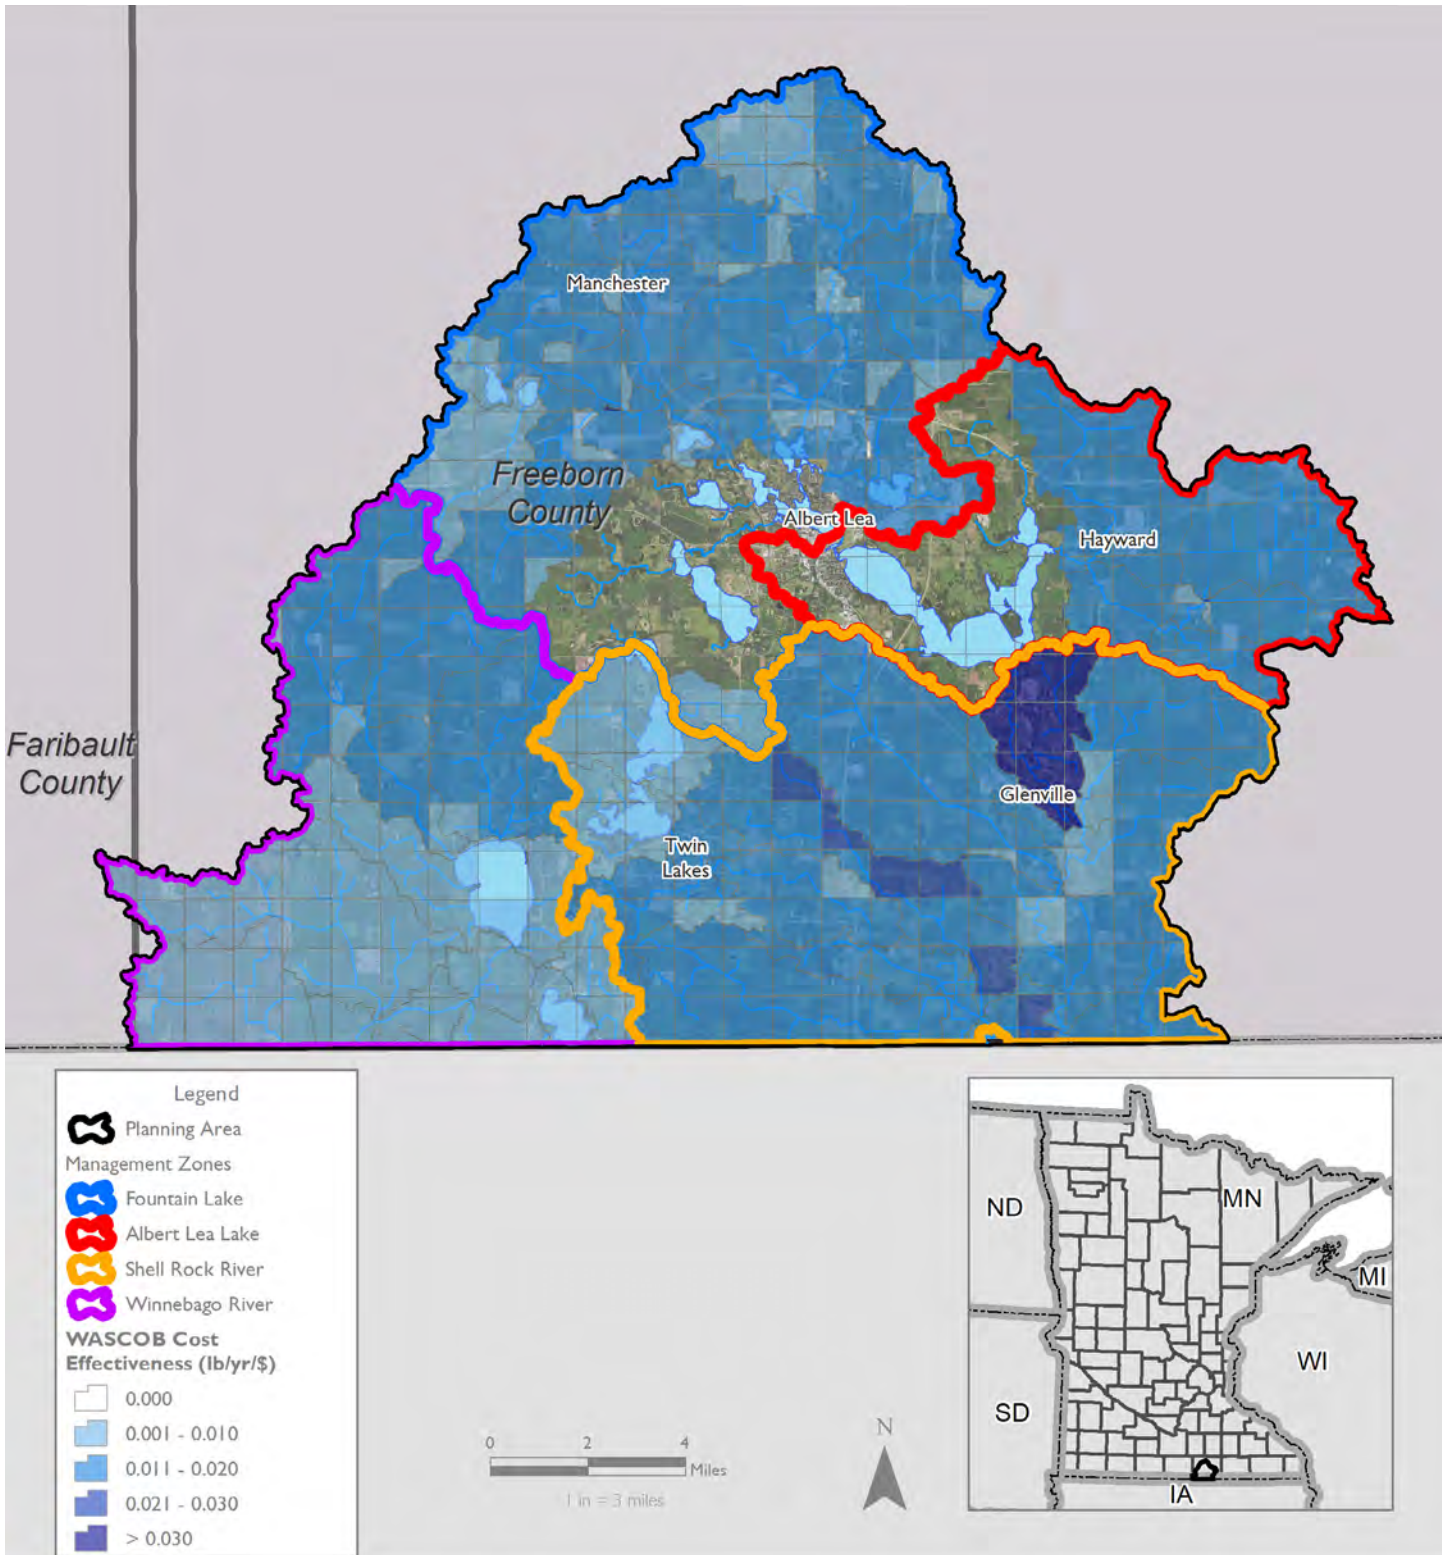 Manchester
Freeborn
County
Albert Lea
Hayward
Faribault
County
Glenville
Twin
Lakes
Legend
Planning Area
Management Zones
Fountain Lake
Albert Lea Lake
Shell Rock River
Winnebago River
WASCOB Cost
Effectiveness (lb/yr/$)
0.000
0.001 - 0.010
0.011 - 0.020
0.021 - 0.030
> 0.030
0 2 4
Miles
1 in = 3 miles
N
ND
MN
MI
WI
SD
IA